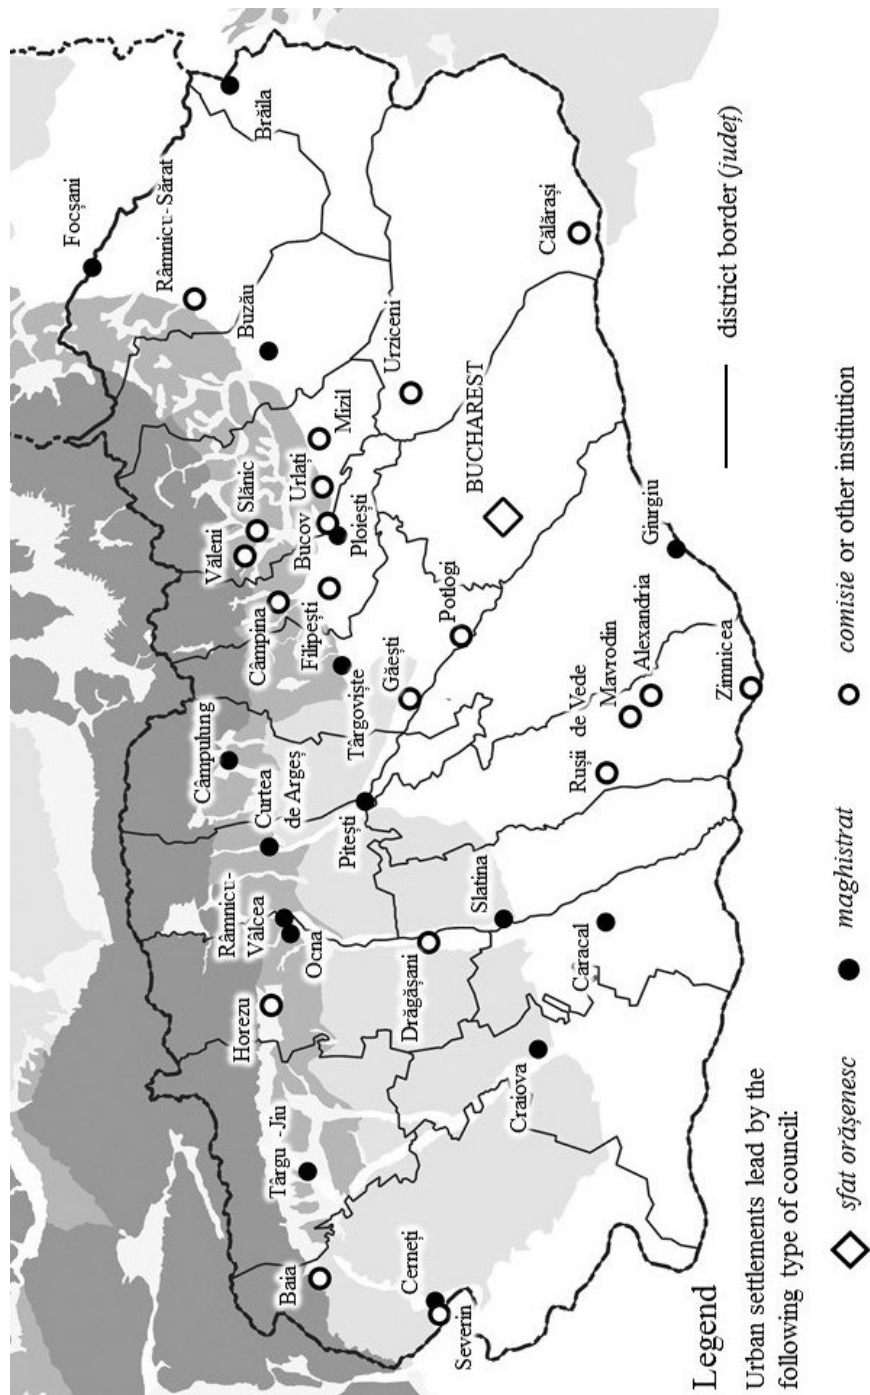 Focșani
Brăila
Râmnicu-Sărat
Buzău
Călărași
Urziceni
Mizil
BUCHAREST
Slănic
Urlați
Văleni
Bucov
Ploiești
Giurgiu
Câmpina
Filipești
Potlogi
Târgoviște
Găești
Alexandria
Mavrodin
Zimnicea
Rușii de Vede
Câmpulung
Curtea
de Argeș
Pitești
Râmnicu-
Vâlcea
Ocna
Slatina
Caracal
Drăgășani
Horezu
Craiova
Târgu -Jiu
Baia
Cerneți
Severin
Legend
district border (județ)
Urban settlements lead by the
following type of council:
sfat orășenesc
maghistrat
comisie or other institution